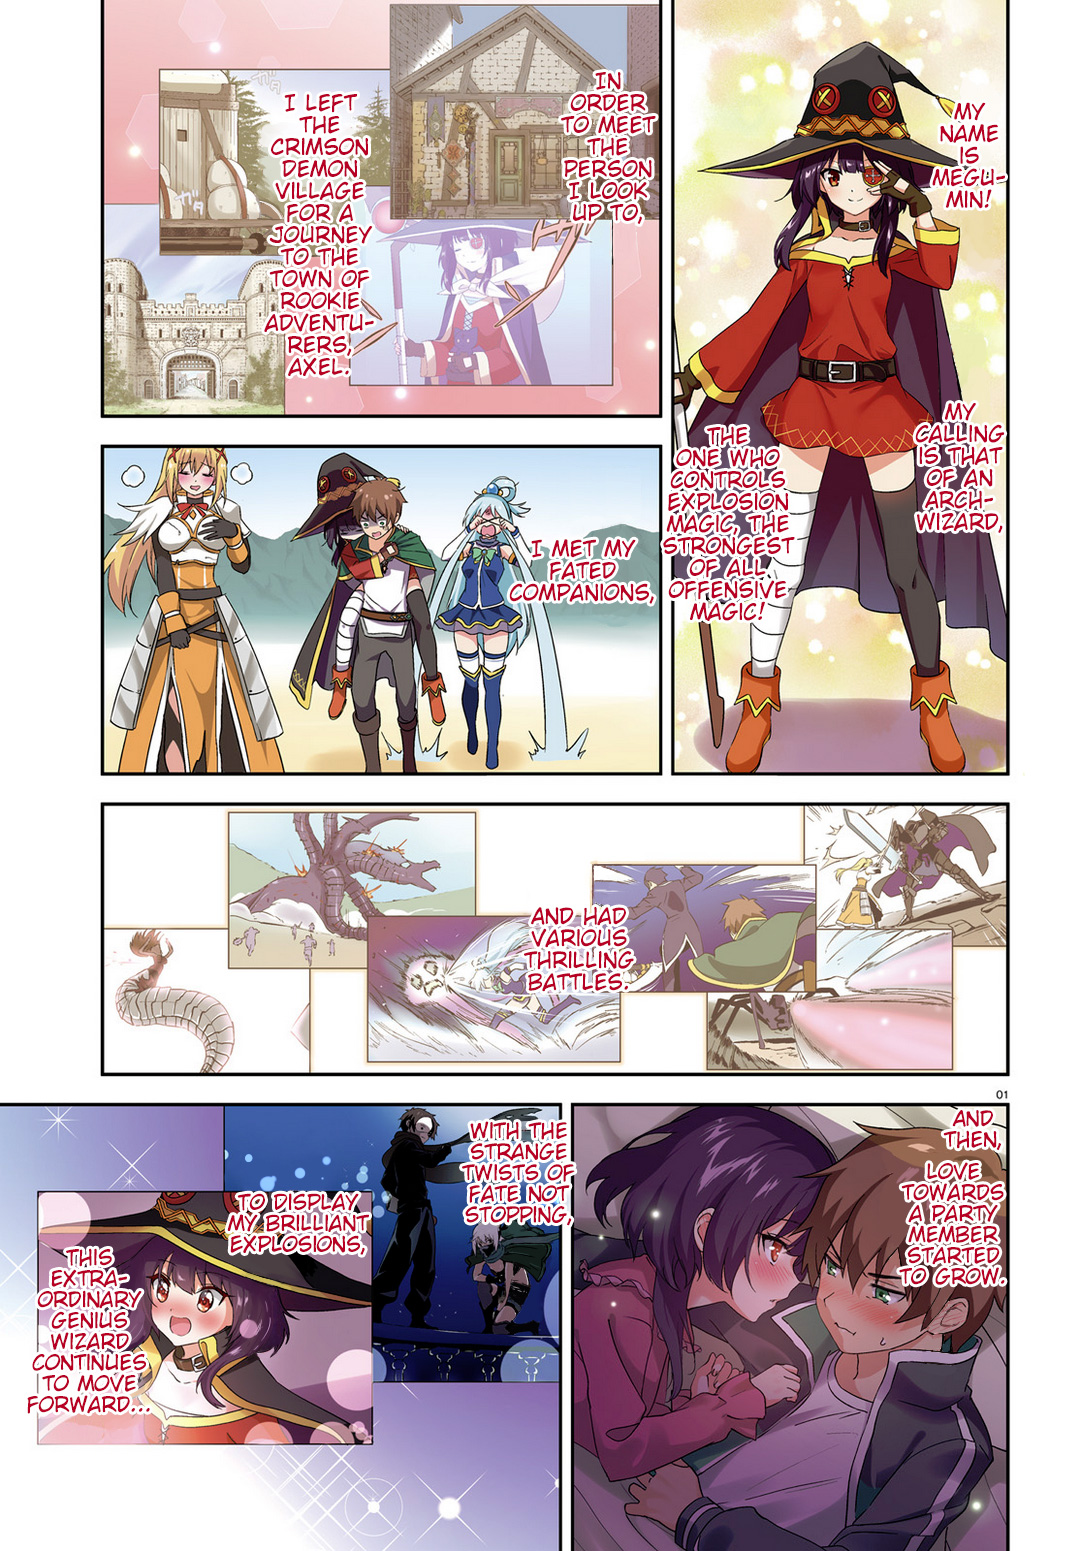 MY
NAME
IS
MEGU-
MIN!
MY
CALLING
IS THAT
OF AN
ARCH-
WIZARD,
THE
ONE WHO
CONTROLS
EXPLOSION
MAGIC, THE
STRONGEST
OF ALL
OFFENSIVE
MAGIC!
IN
ORDER
TO MEET
THE
PERSON
I LOOK
UP TO,
I LEFT
THE
CRIMSON
DEMON
VILLAGE
FOR A
JOURNEY
TO THE
TOWN OF
ROOKIE
ADVENTU-
RERS,
AXEL.
I MET MY
FATED
COMPANIONS,
AND HAD
VARIOUS
THRILLING
BATTLES.
01
AND
THEN,
LOVE
TOWARDS
A PARTY
MEMBER
STARTED
TO GROW.
WITH THE
STRANGE
TWISTS OF
FATE NOT
STOPPING,
TO DISPLAY
MY BRILLIANT
EXPLOSIONS,
THIS
EXTRA-
ORDINARY
GENIUS
WIZARD
CONTINUES
TO MOVE
FORWARD...